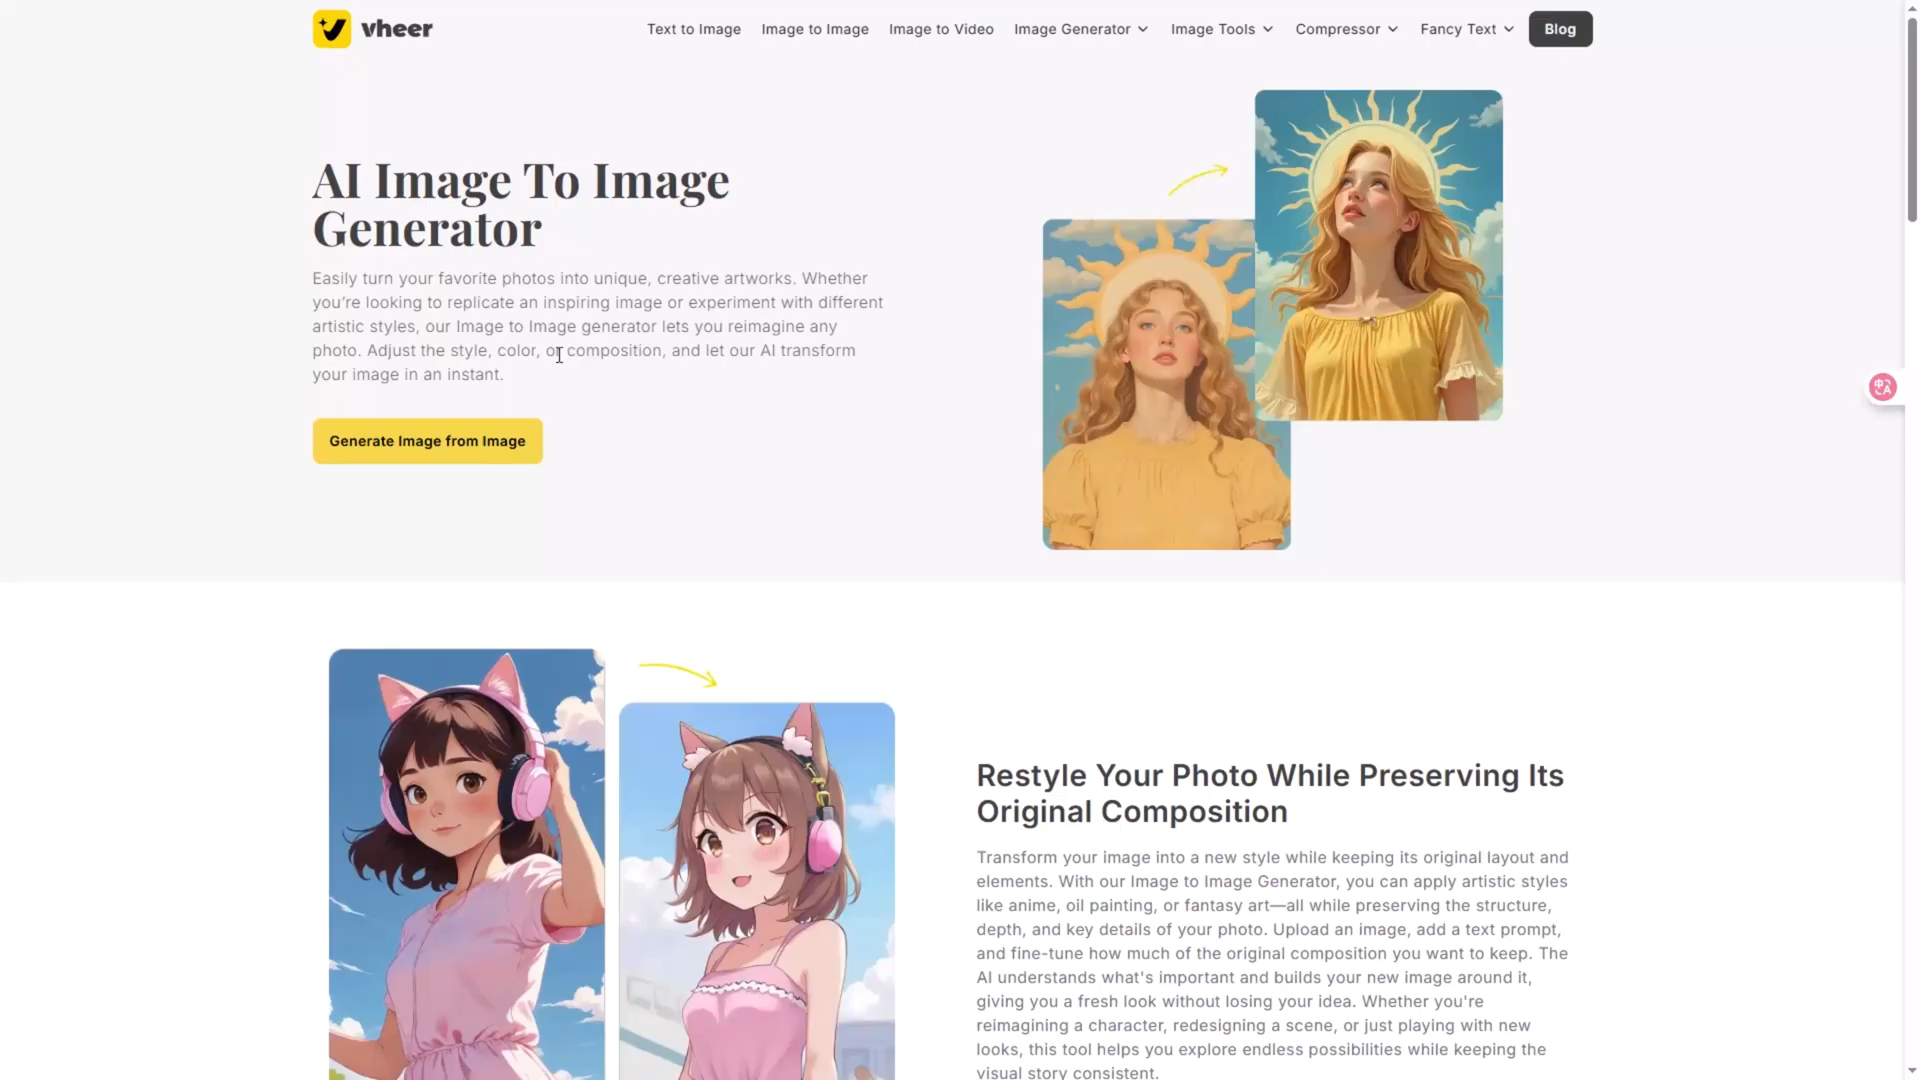 vheer
Text to Image
Image to Image
Image to Video
Image Generator
Image Tools
Compressor
Fancy Text
Blog
AI Image To Image
Generator
Easily turn your favorite photos into unique, creative artworks. Whether
you’re looking to replicate an inspiring image or experiment with different
artistic styles, our Image to Image generator lets you reimagine any
photo. Adjust the style, color, or composition, and let our AI transform
your image in an instant.
Generate Image from Image
中A
Restyle Your Photo While Preserving Its
Original Composition
Transform your image into a new style while keeping its original layout and
elements. With our Image to Image Generator, you can apply artistic styles
like anime, oil painting, or fantasy art—all while preserving the structure,
depth, and key details of your photo. Upload an image, add a text prompt,
and fine-tune how much of the original composition you want to keep. The
AI understands what's important and builds your new image around it,
giving you a fresh look without losing your idea. Whether you're
reimagining a character, redesigning a scene, or just playing with new
looks, this tool helps you explore endless possibilities while keeping the
visual story consistent.